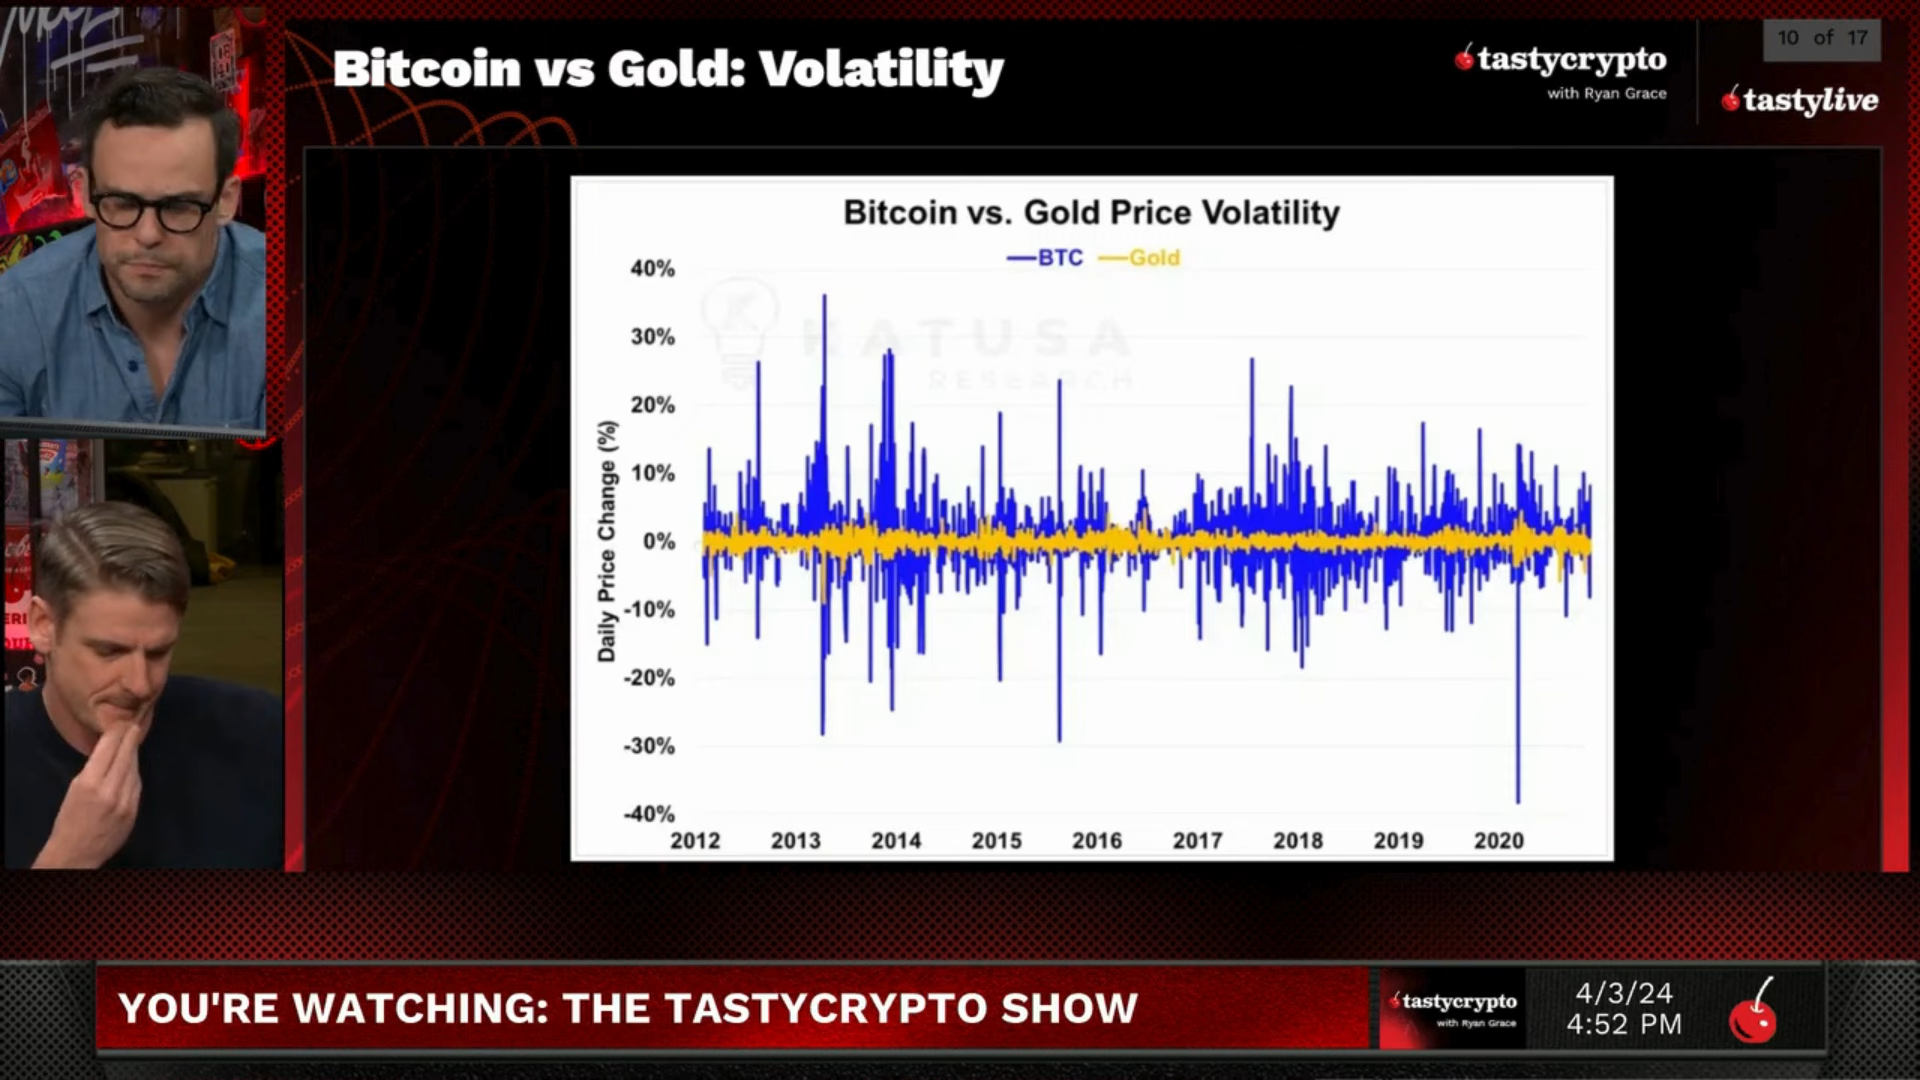 Bitcoin vs Gold: Volatility
tastycrypto
with Ryan Grace
10 of 17
tastylive
Bitcoin vs. Gold Price Volatility
BTC
Gold
KATUSA
RESEARCH
Daily Price Change (%)
40%
30%
20%
10%
0%
-10%
-20%
-30%
-40%
2012
2013
2014
2015
2016
2017
2018
2019
2020
YOU'RE WATCHING: THE TASTYCRYPTO SHOW
tastycrypto
with Ryan Grace
4/3/24
4:52 PM